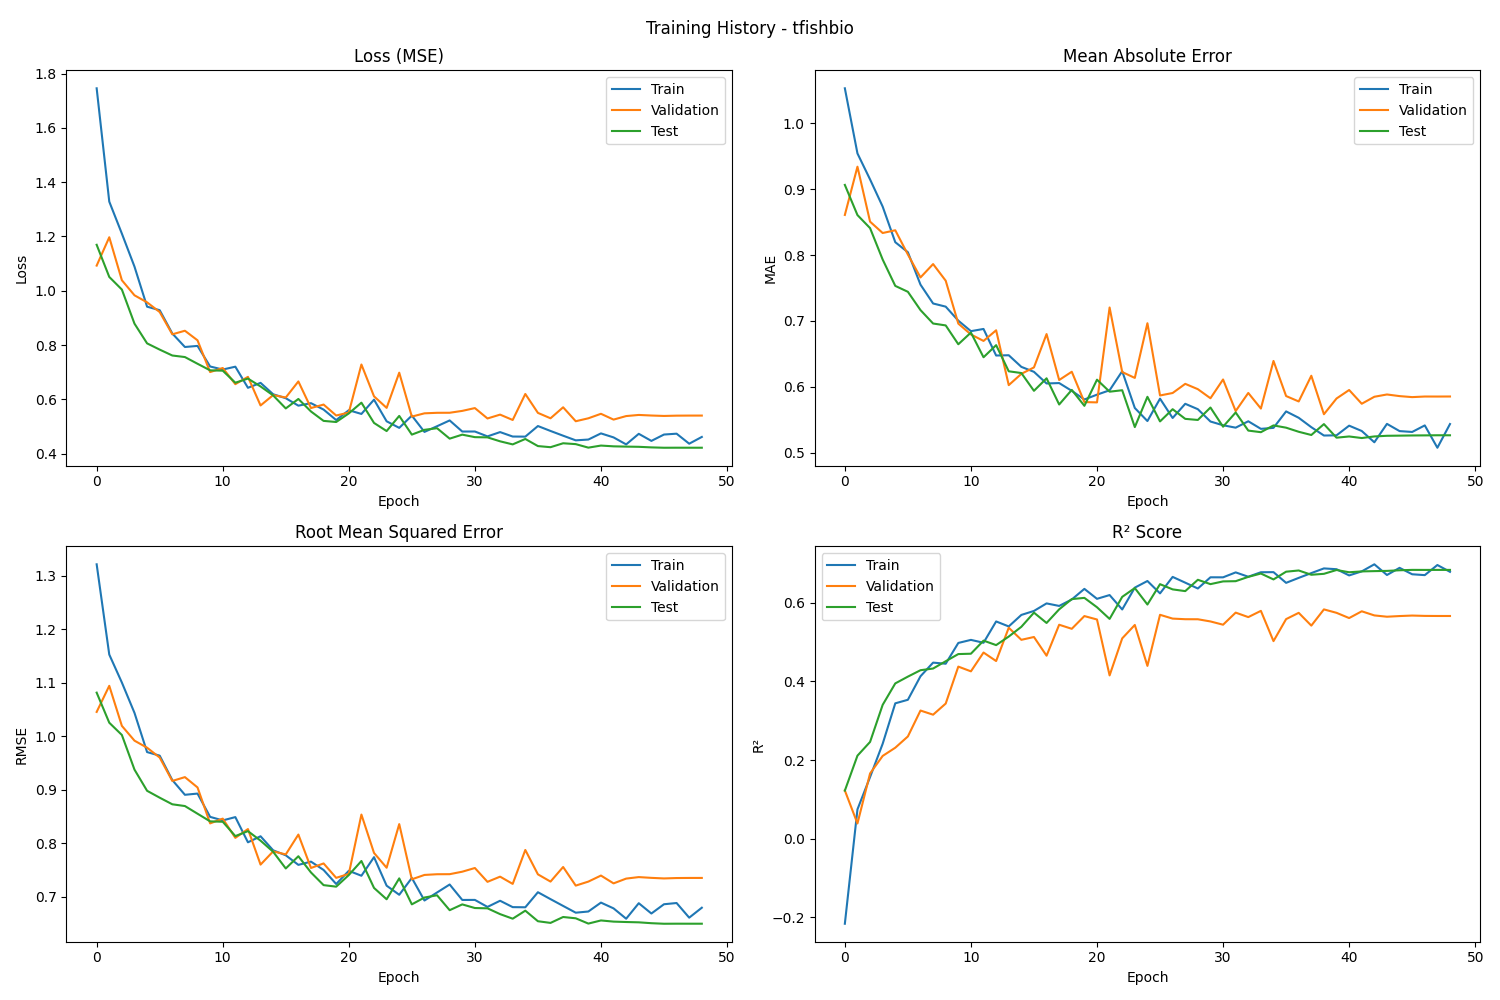 Training History - tfishbio
Loss (MSE)
Loss
1.8
1.6
1.4
1.2
1.0
0.8
0.6
0.4
Train
Validation
Test
0 10 20 30 40 50
Epoch
Mean Absolute Error
MAE
1.0
0.9
0.8
0.7
0.6
0.5
Train
Validation
Test
0 10 20 30 40 50
Epoch
Root Mean Squared Error
RMSE
1.3
1.2
1.1
1.0
0.9
0.8
0.7
Train
Validation
Test
0 10 20 30 40 50
Epoch
R² Score
R²
0.6
0.4
0.2
0.0
−0.2
Train
Validation
Test
0 10 20 30 40 50
Epoch